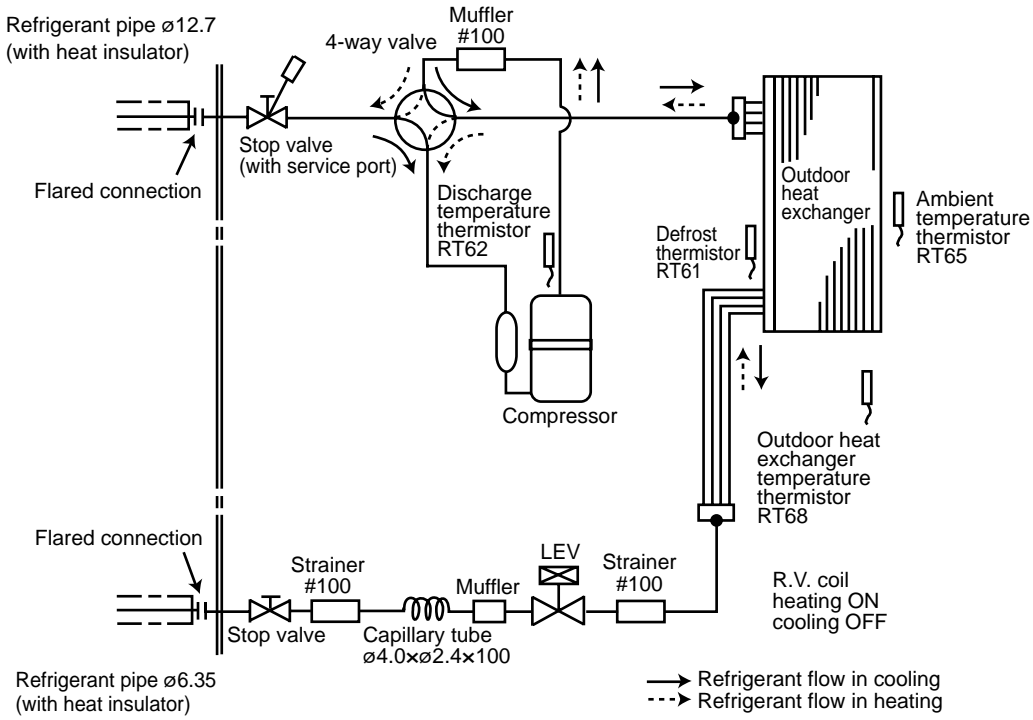 Refrigerant pipe ø12.7
(with heat insulator)
4-way valve
Muffler
#100
Stop valve
(with service port)
Flared connection
Discharge
temperature
thermistor
RT62
Outdoor
heat
exchanger
Ambient
temperature
thermistor
RT65
Defrost
thermistor
RT61
Compressor
Outdoor heat
exchanger
temperature
thermistor
RT68
Flared connection
Strainer
#100
Muffler
LEV
Strainer
#100
R.V. coil
heating ON
cooling OFF
Stop valve
Capillary tube
ø4.0×ø2.4×100
Refrigerant pipe ø6.35
(with heat insulator)
Refrigerant flow in cooling
Refrigerant flow in heating